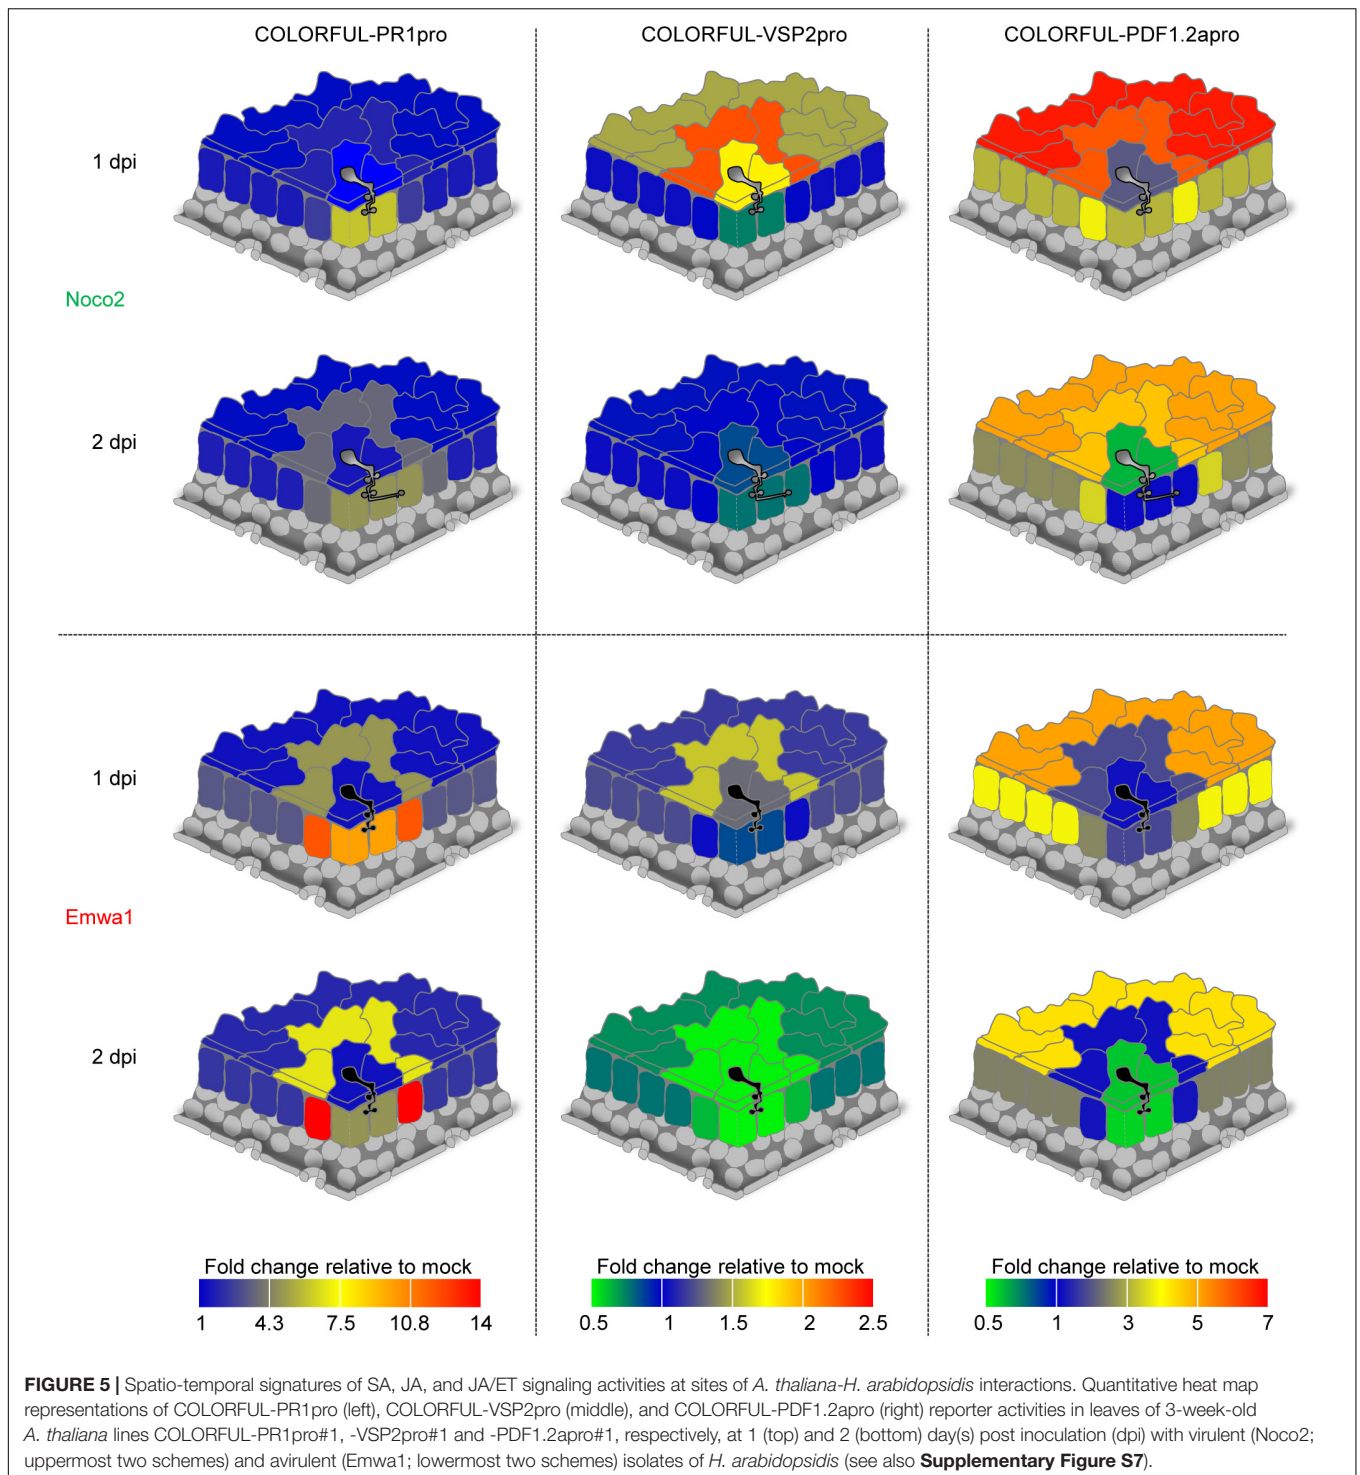 COLORFUL-PR1pro
COLORFUL-VSP2pro
COLORFUL-PDF1.2apro
1 dpi
Noco2
2 dpi
1 dpi
Emwa1
2 dpi
Fold change relative to mock
1 4.3 7.5 10.8 14
Fold change relative to mock
0.5 1 1.5 2 2.5
Fold change relative to mock
0.5 1 3 5 7
FIGURE 5 | Spatio-temporal signatures of SA, JA, and JA/ET signaling activities at sites of A. thaliana-H. arabidopsidis interactions. Quantitative heat map
representations of COLORFUL-PR1pro (left), COLORFUL-VSP2pro (middle), and COLORFUL-PDF1.2apro (right) reporter activities in leaves of 3-week-old
A. thaliana lines COLORFUL-PR1pro#1, -VSP2pro#1 and -PDF1.2apro#1, respectively, at 1 (top) and 2 (bottom) day(s) post inoculation (dpi) with virulent (Noco2;
uppermost two schemes) and avirulent (Emwa1; lowermost two schemes) isolates of H. arabidopsidis (see also Supplementary Figure S7).